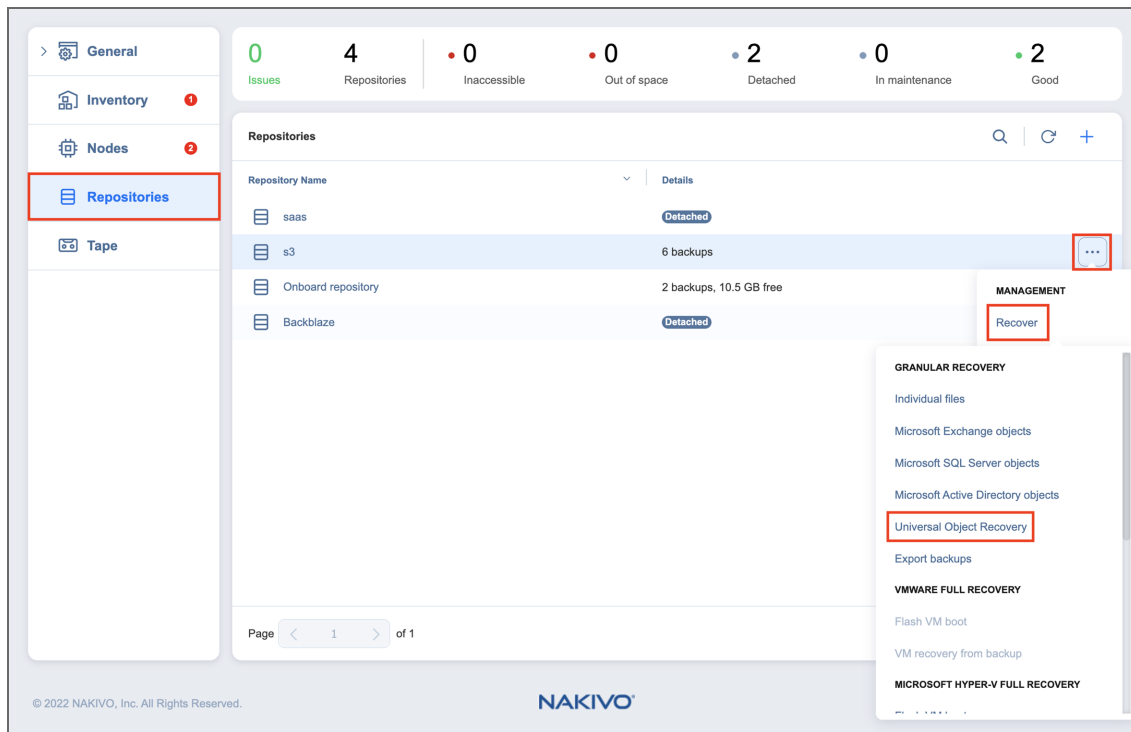 General
Inventory 1
Nodes 2
Repositories
Tape
0 4 0 0 2 0 2
Issues Repositories Inaccessible Out of space Detached In maintenance Good
Repositories
Repository Name Details
saas Detached
s3 6 backups
Onboard repository 2 backups, 10.5 GB free
Backblaze Detached
MANAGEMENT
Recover
GRANULAR RECOVERY
Individual files
Microsoft Exchange objects
Microsoft SQL Server objects
Microsoft Active Directory objects
Universal Object Recovery
Export backups
VMWARE FULL RECOVERY
Flash VM boot
VM recovery from backup
MICROSOFT HYPER-V FULL RECOVERY
Page 1 of 1
© 2022 NAKIVO, Inc. All Rights Reserved.
NAKIVO®